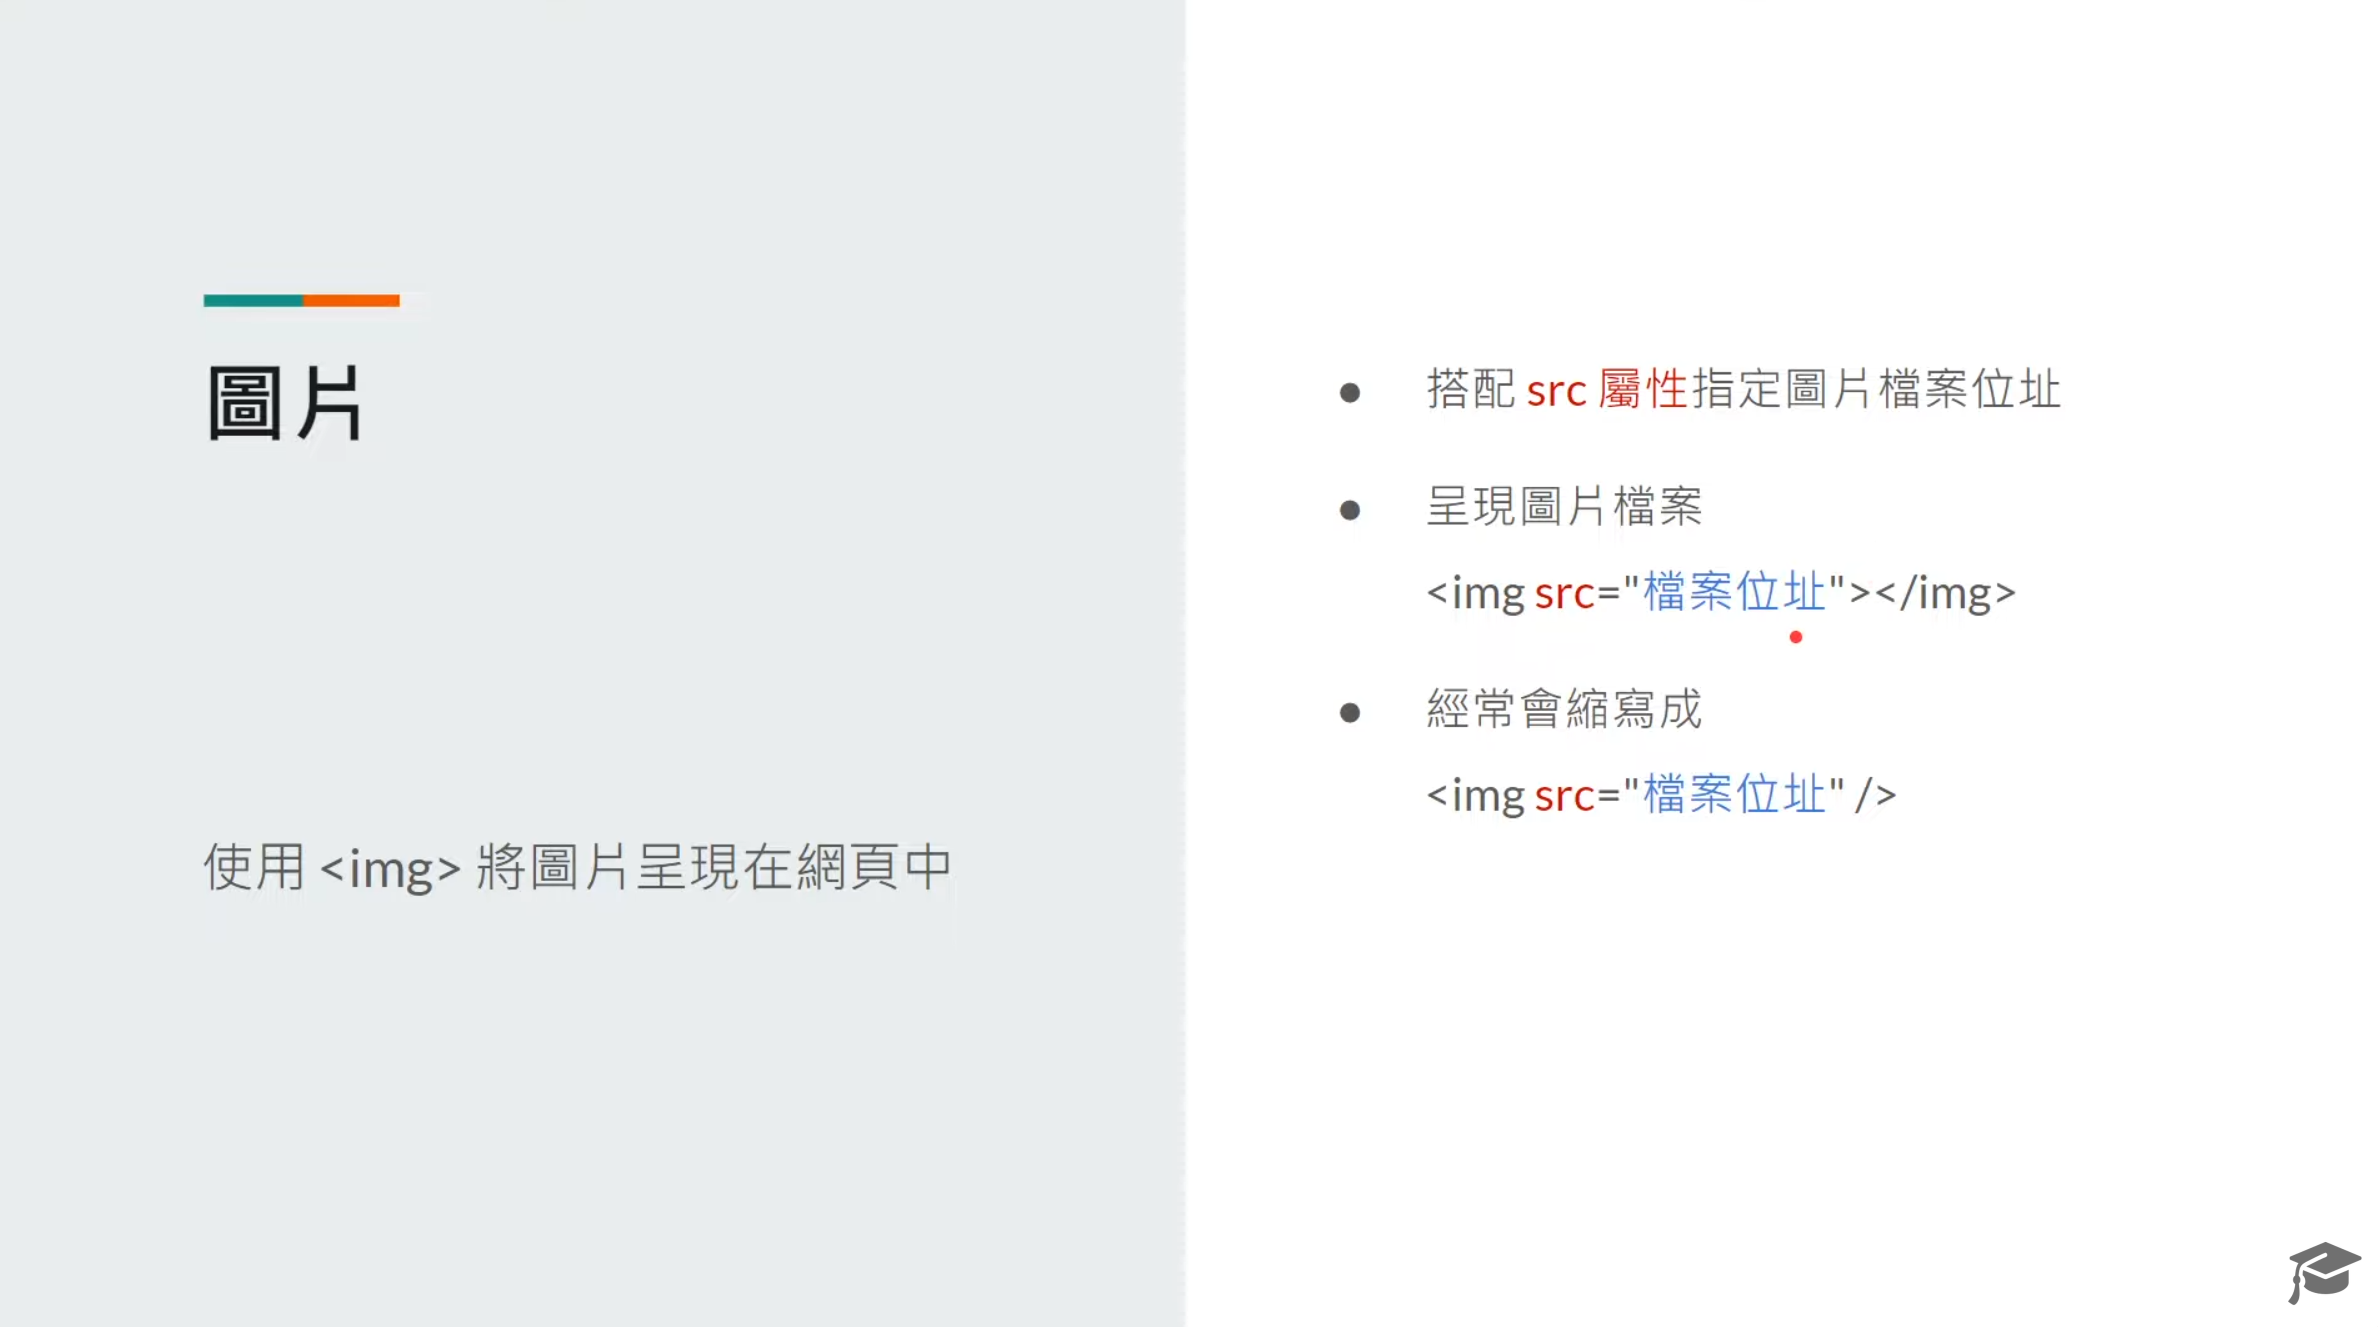 圖片
使用 <img> 將圖片呈現在網頁中
● 搭配 src 屬性指定圖片檔案位址
● 呈現圖片檔案
<img src="檔案位址"></img>
● 經常會縮寫成
<img src="檔案位址" />